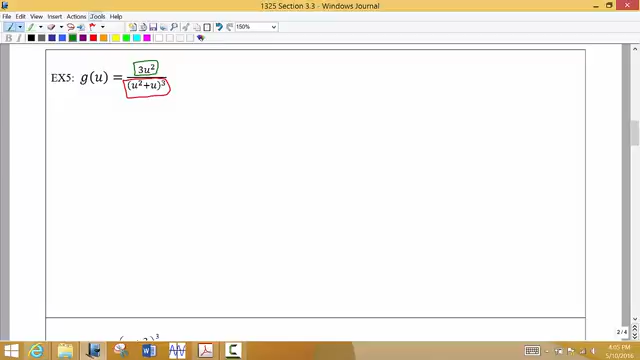 1325 Section 3.3 - Windows Journal
File Edit View Insert Actions Tools Help
150%
EX5: g(u) = 3u² / (u²+u)³
2 / 4
4:05 PM
5/10/2016